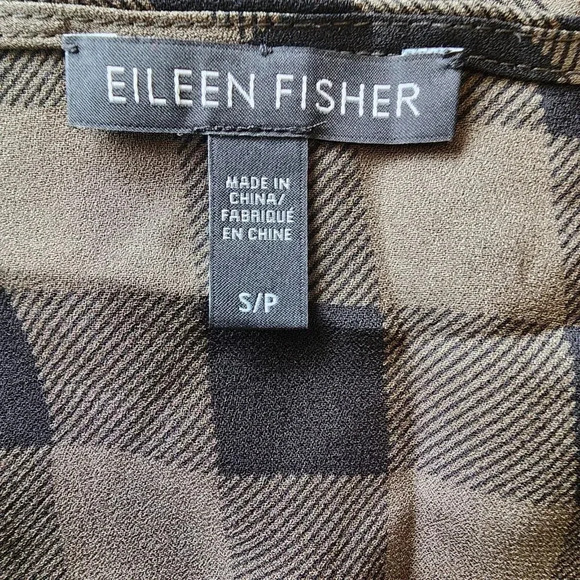 EILEEN FISHER
MADE IN
CHINA/
FABRIQUÉ
EN CHINE
S/P